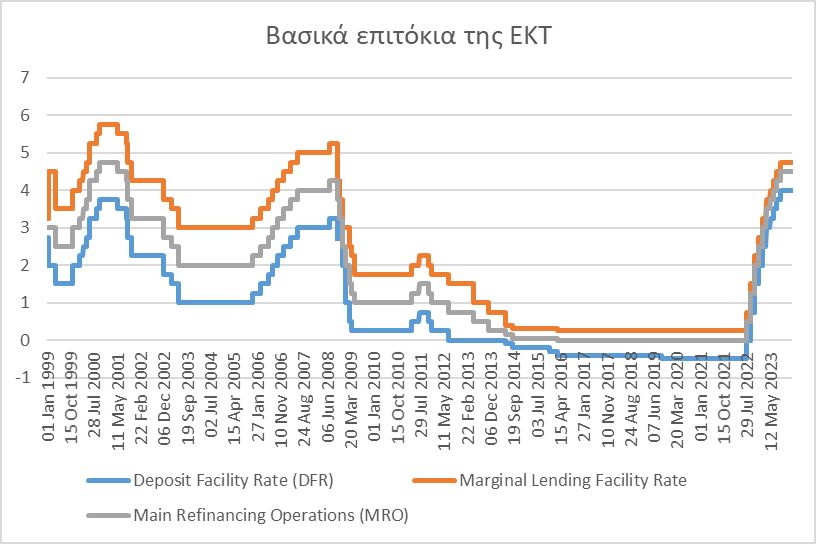 Βασικά επιτόκια της ΕΚΤ
7
6
5
4
3
2
1
0
-1
01 Jan 1999
15 Oct 1999
28 Jul 2000
11 May 2001
22 Feb 2002
06 Dec 2002
19 Sep 2003
02 Jul 2004
15 Apr 2005
27 Jan 2006
10 Nov 2006
24 Aug 2007
06 Jun 2008
20 Mar 2009
01 Jan 2010
15 Oct 2010
29 Jul 2011
11 May 2012
22 Feb 2013
06 Dec 2013
19 Sep 2014
03 Jul 2015
15 Apr 2016
27 Jan 2017
10 Nov 2017
24 Aug 2018
07 Jun 2019
20 Mar 2020
01 Jan 2021
15 Oct 2021
29 Jul 2022
12 May 2023
Deposit Facility Rate (DFR)
Marginal Lending Facility Rate
Main Refinancing Operations (MRO)